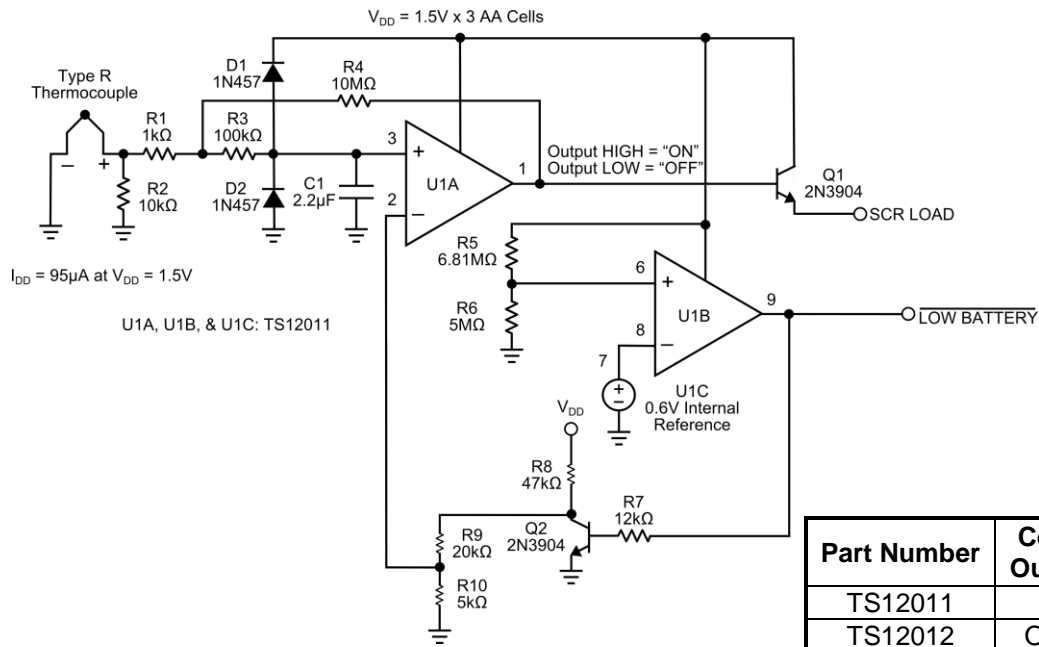 V_DD = 1.5V x 3 AA Cells
D1
1N457
R4
10MΩ
Type R
Thermocouple
R1
1kΩ
R3
100kΩ
3
+
− +
U1A
1
Output HIGH = “ON”
Output LOW = “OFF”
Q1
2N3904
SCR LOAD
R2
10kΩ
D2
1N457
C1
2.2µF
2
−
I_DD = 95µA at V_DD = 1.5V
R5
6.81MΩ
6
+
U1B
9
LOW BATTERY
U1A, U1B, & U1C: TS12011
R6
5MΩ
8
−
7
+
−
U1C
0.6V Internal
Reference
V_DD
R8
47kΩ
R7
12kΩ
Q2
2N3904
R9
20kΩ
R10
5kΩ
Part Number
TS12011
TS12012